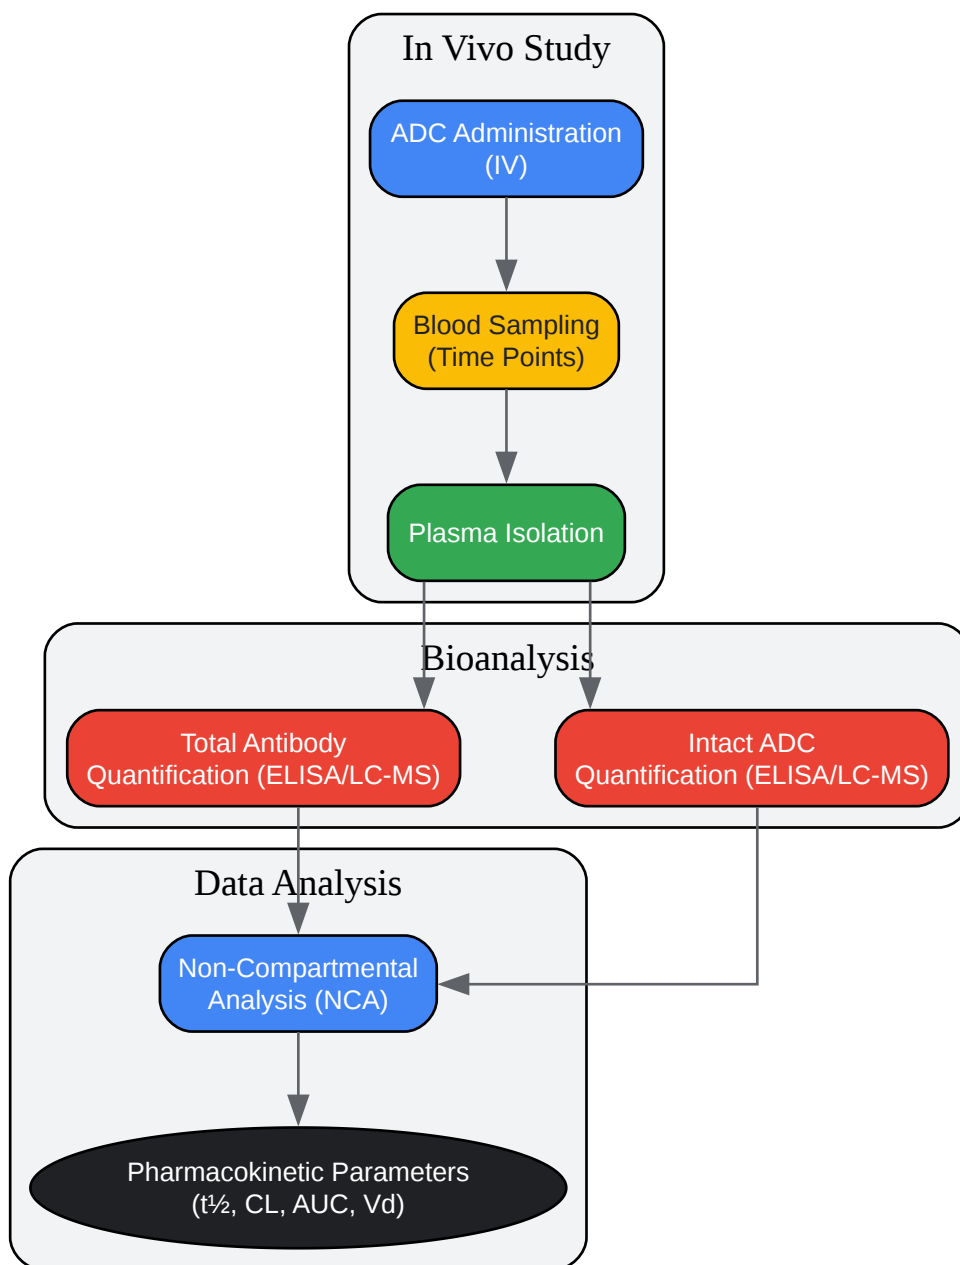 In Vivo Study
ADC Administration
(IV)
Blood Sampling
(Time Points)
Plasma Isolation
Bioanalysis
Total Antibody
Quantification (ELISA/LC-MS)
Intact ADC
Quantification (ELISA/LC-MS)
Data Analysis
Non-Compartmental
Analysis (NCA)
Pharmacokinetic Parameters
(t½, CL, AUC, Vd)